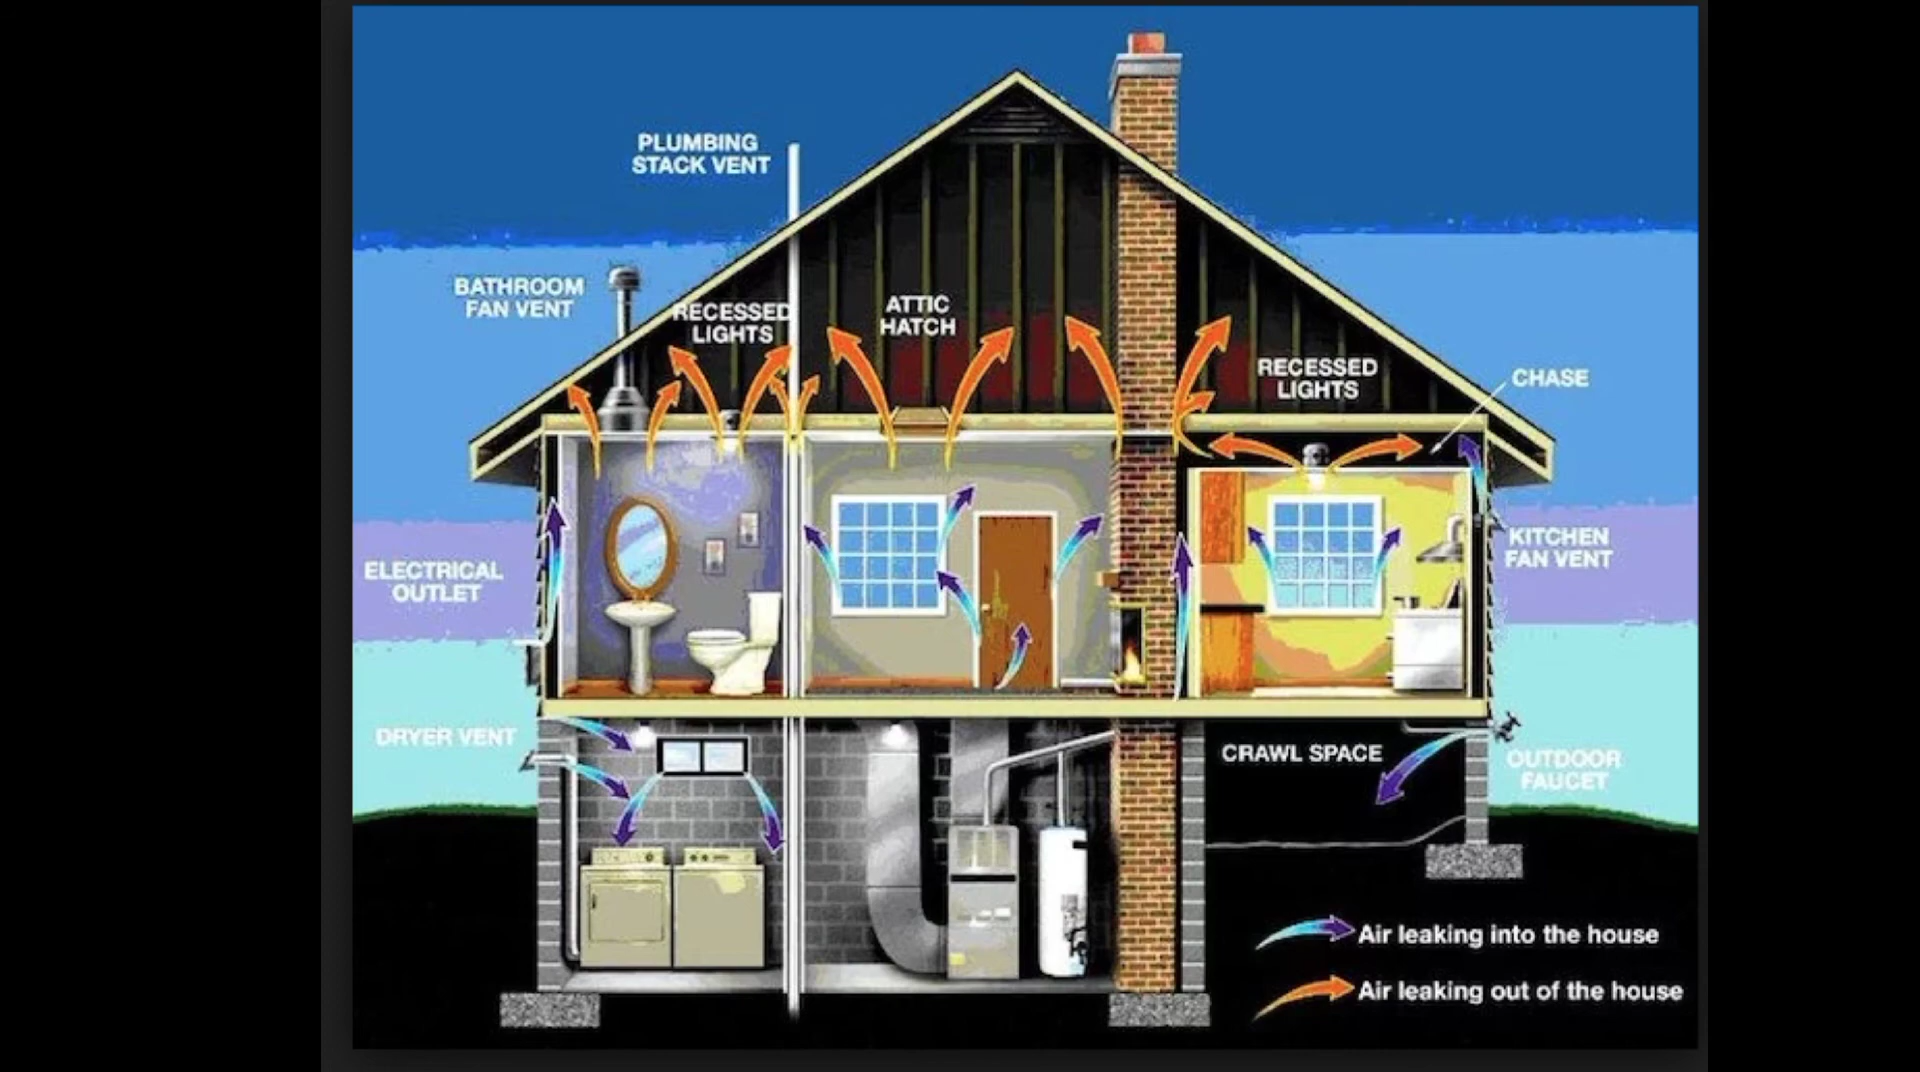 PLUMBING
STACK VENT
BATHROOM
FAN VENT
RECESSED
LIGHTS
ATTIC
HATCH
RECESSED
LIGHTS
CHASE
ELECTRICAL
OUTLET
KITCHEN
FAN VENT
DRYER VENT
CRAWL SPACE
OUTDOOR
FAUCET
Air leaking into the house
Air leaking out of the house